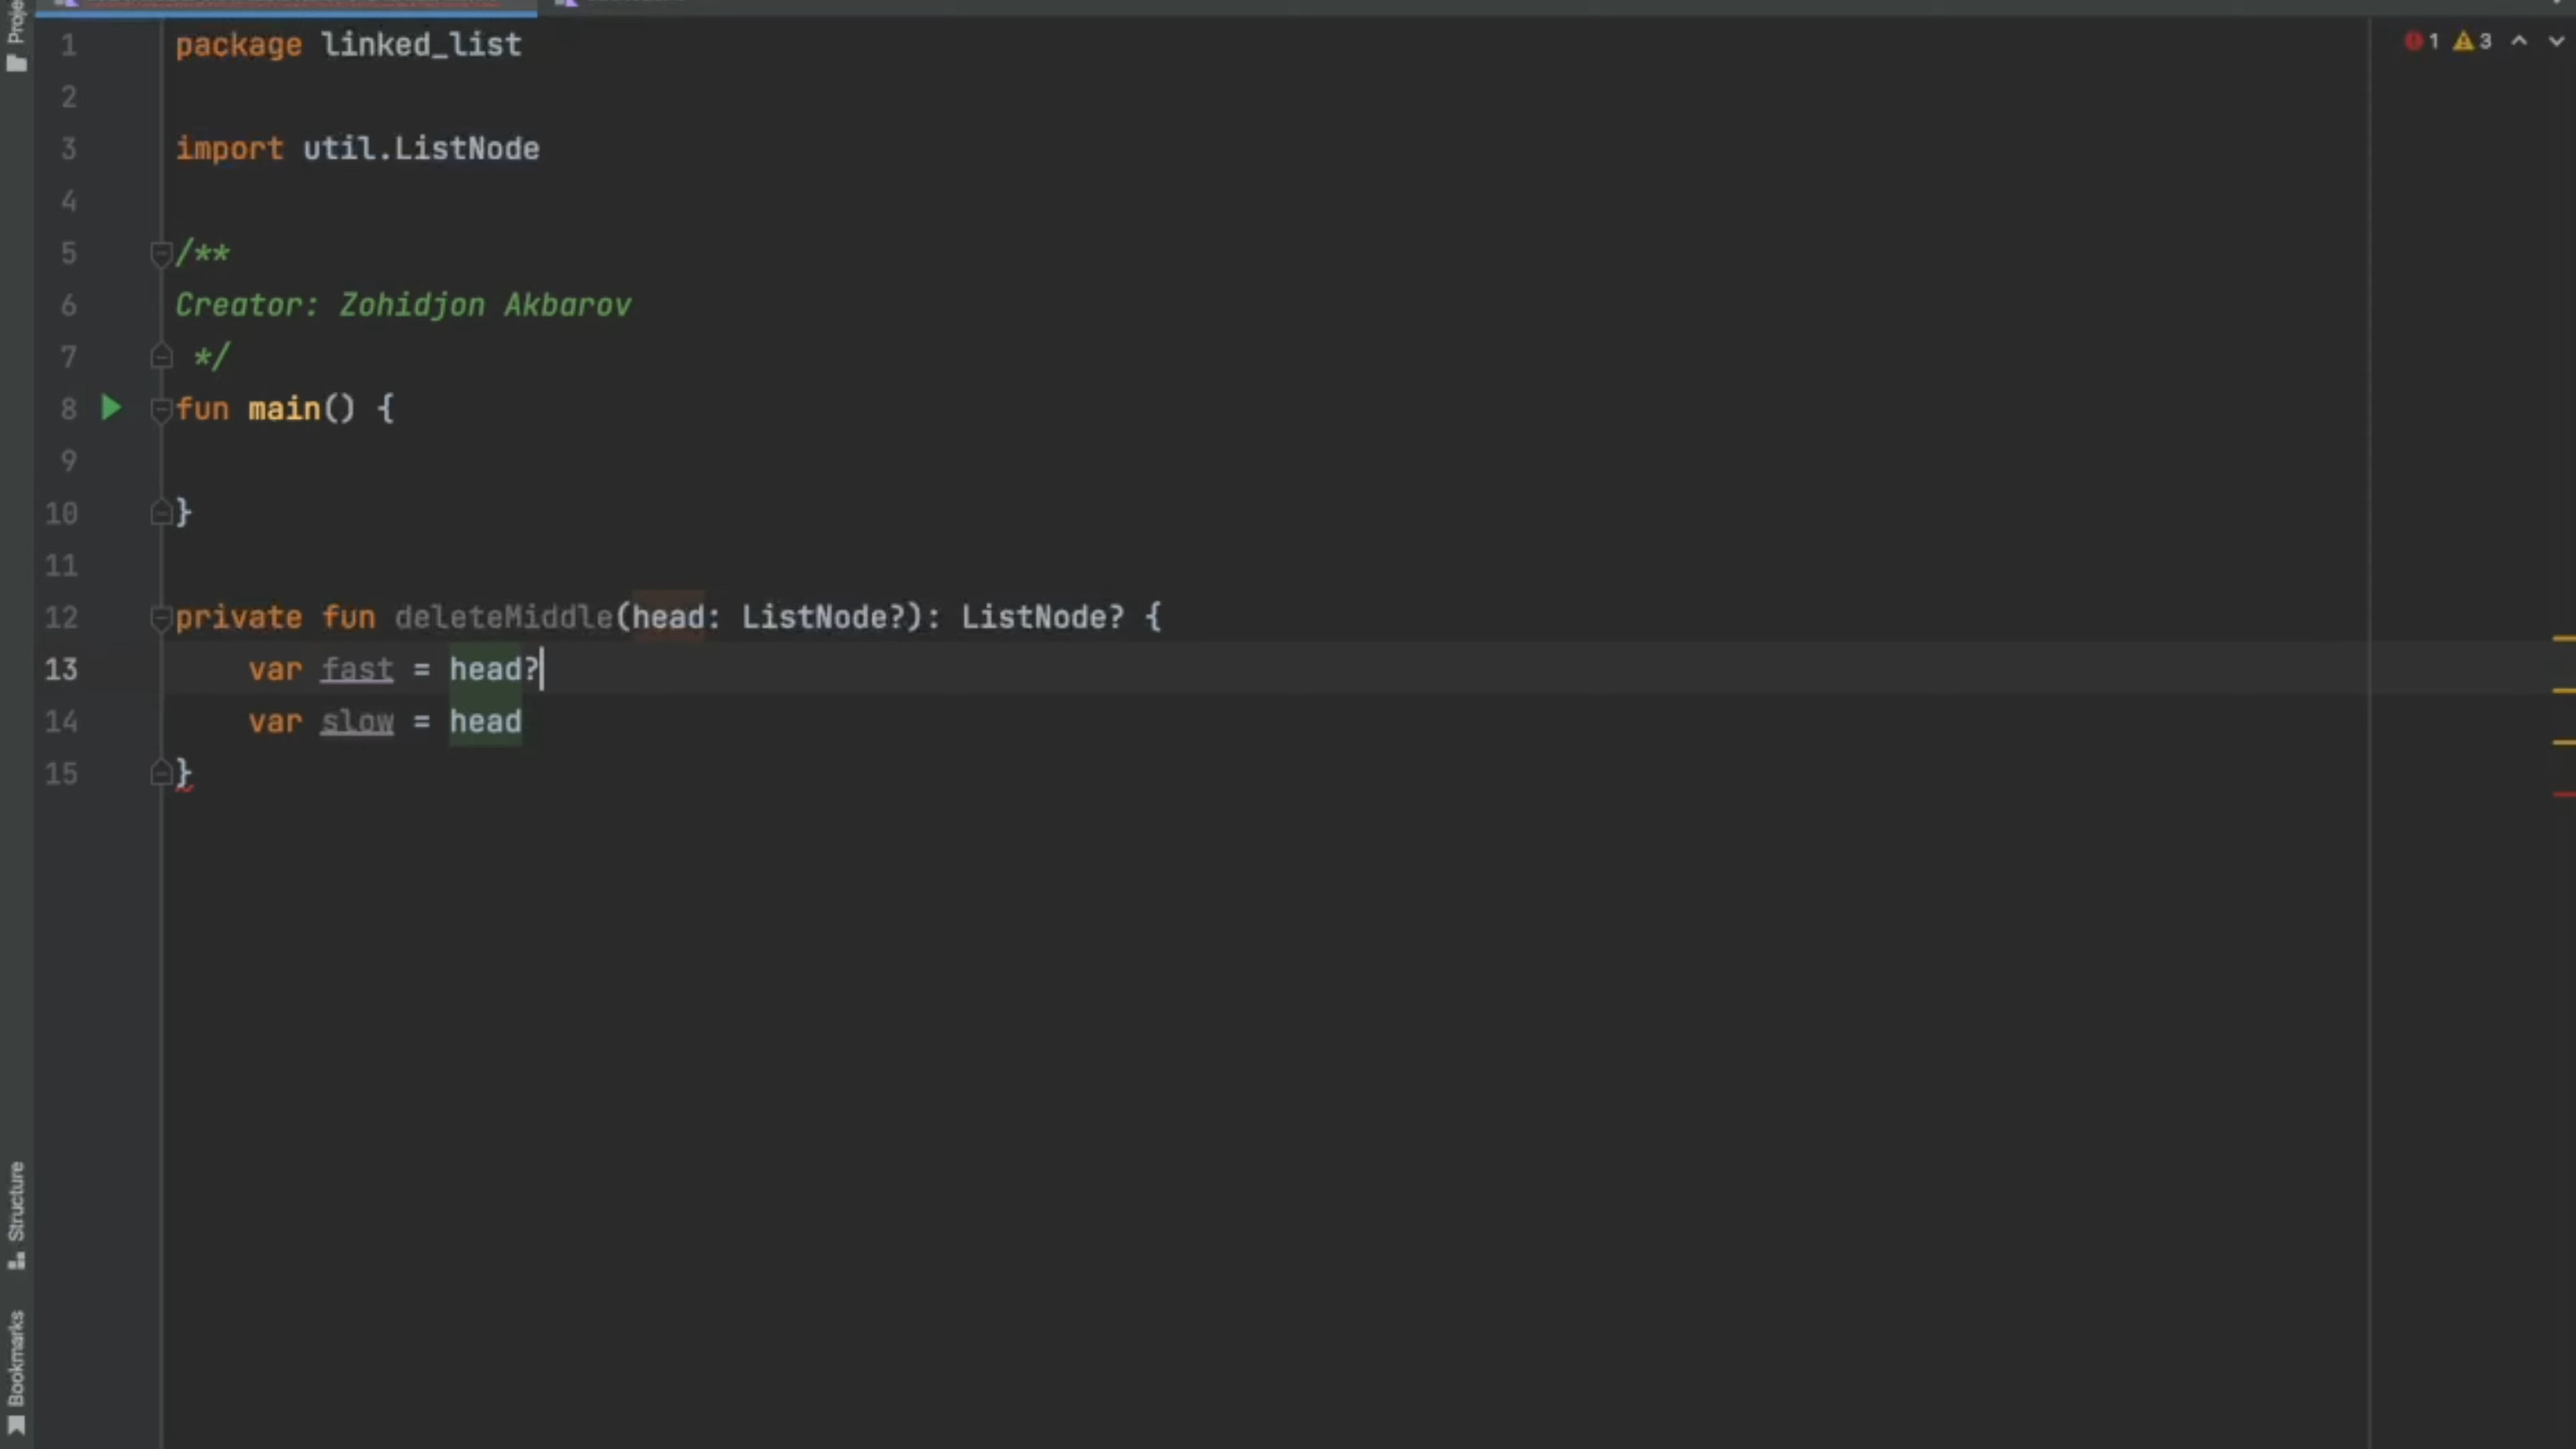 Proje
1 3
1 package linked_list
2
3 import util.ListNode
4
5 /**
6 Creator: Zohidjon Akbarov
7 */
8 fun main() {
9
10 }
11
12 private fun deleteMiddle(head: ListNode?): ListNode? {
13 var fast = head?
14 var slow = head
15 }
Structure
Bookmarks